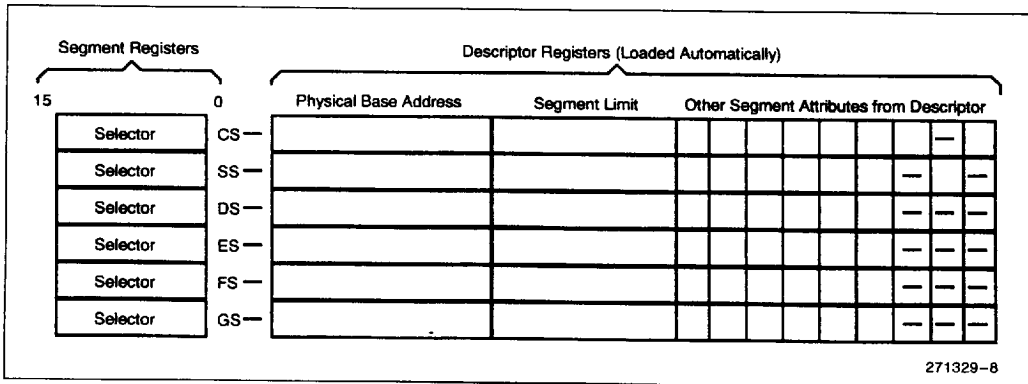 Segment Registers
Descriptor Registers (Loaded Automatically)
15 0
Physical Base Address Segment Limit Other Segment Attributes from Descriptor
Selector CS — —
Selector SS — — —
Selector DS — — — —
Selector ES — — — —
Selector FS — — — —
Selector GS — — — —
271329-8